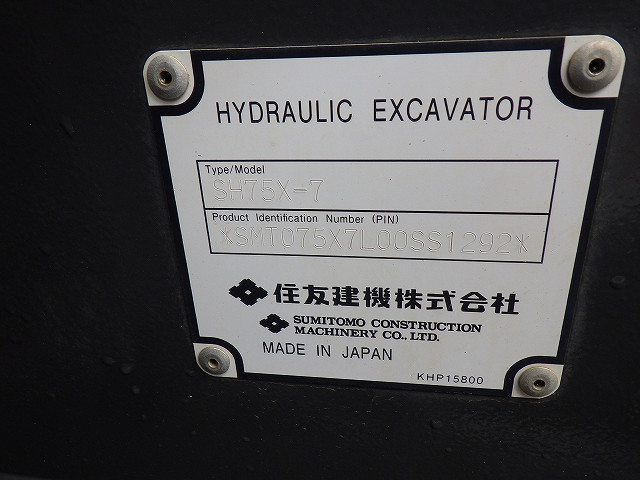 HYDRAULIC EXCAVATOR
Type/Model
SH75X-7
Product Identification Number (PIN)
*SMT075X7L00SS1292*
住友建機株式会社
SUMITOMO CONSTRUCTION
MACHINERY CO., LTD.
MADE IN JAPAN
KHP15800